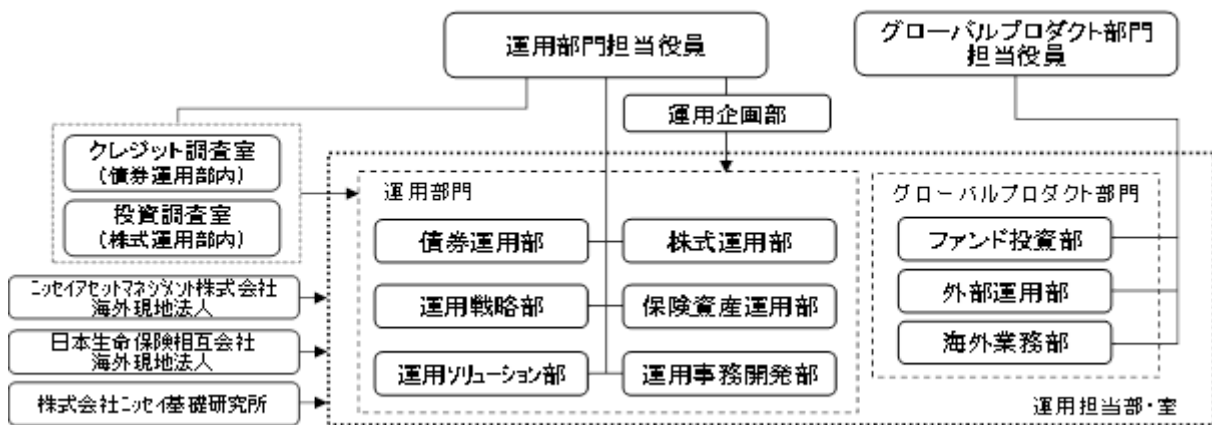 運用部門担当役員
グローバルプロダクト部門
担当役員
運用企画部
クレジット調査室
(債券運用部内)
投資調査室
(株式運用部内)
運用部門
グローバルプロダクト部門
債券運用部
株式運用部
ファンド投資部
ニッセイアセットマネジメント株式会社
海外現地法人
運用戦略部
保険資産運用部
外部運用部
日本生命保険相互会社
海外現地法人
海外業務部
運用ソリューション部
運用事務開発部
株式会社ニッセイ基礎研究所
運用担当部・室